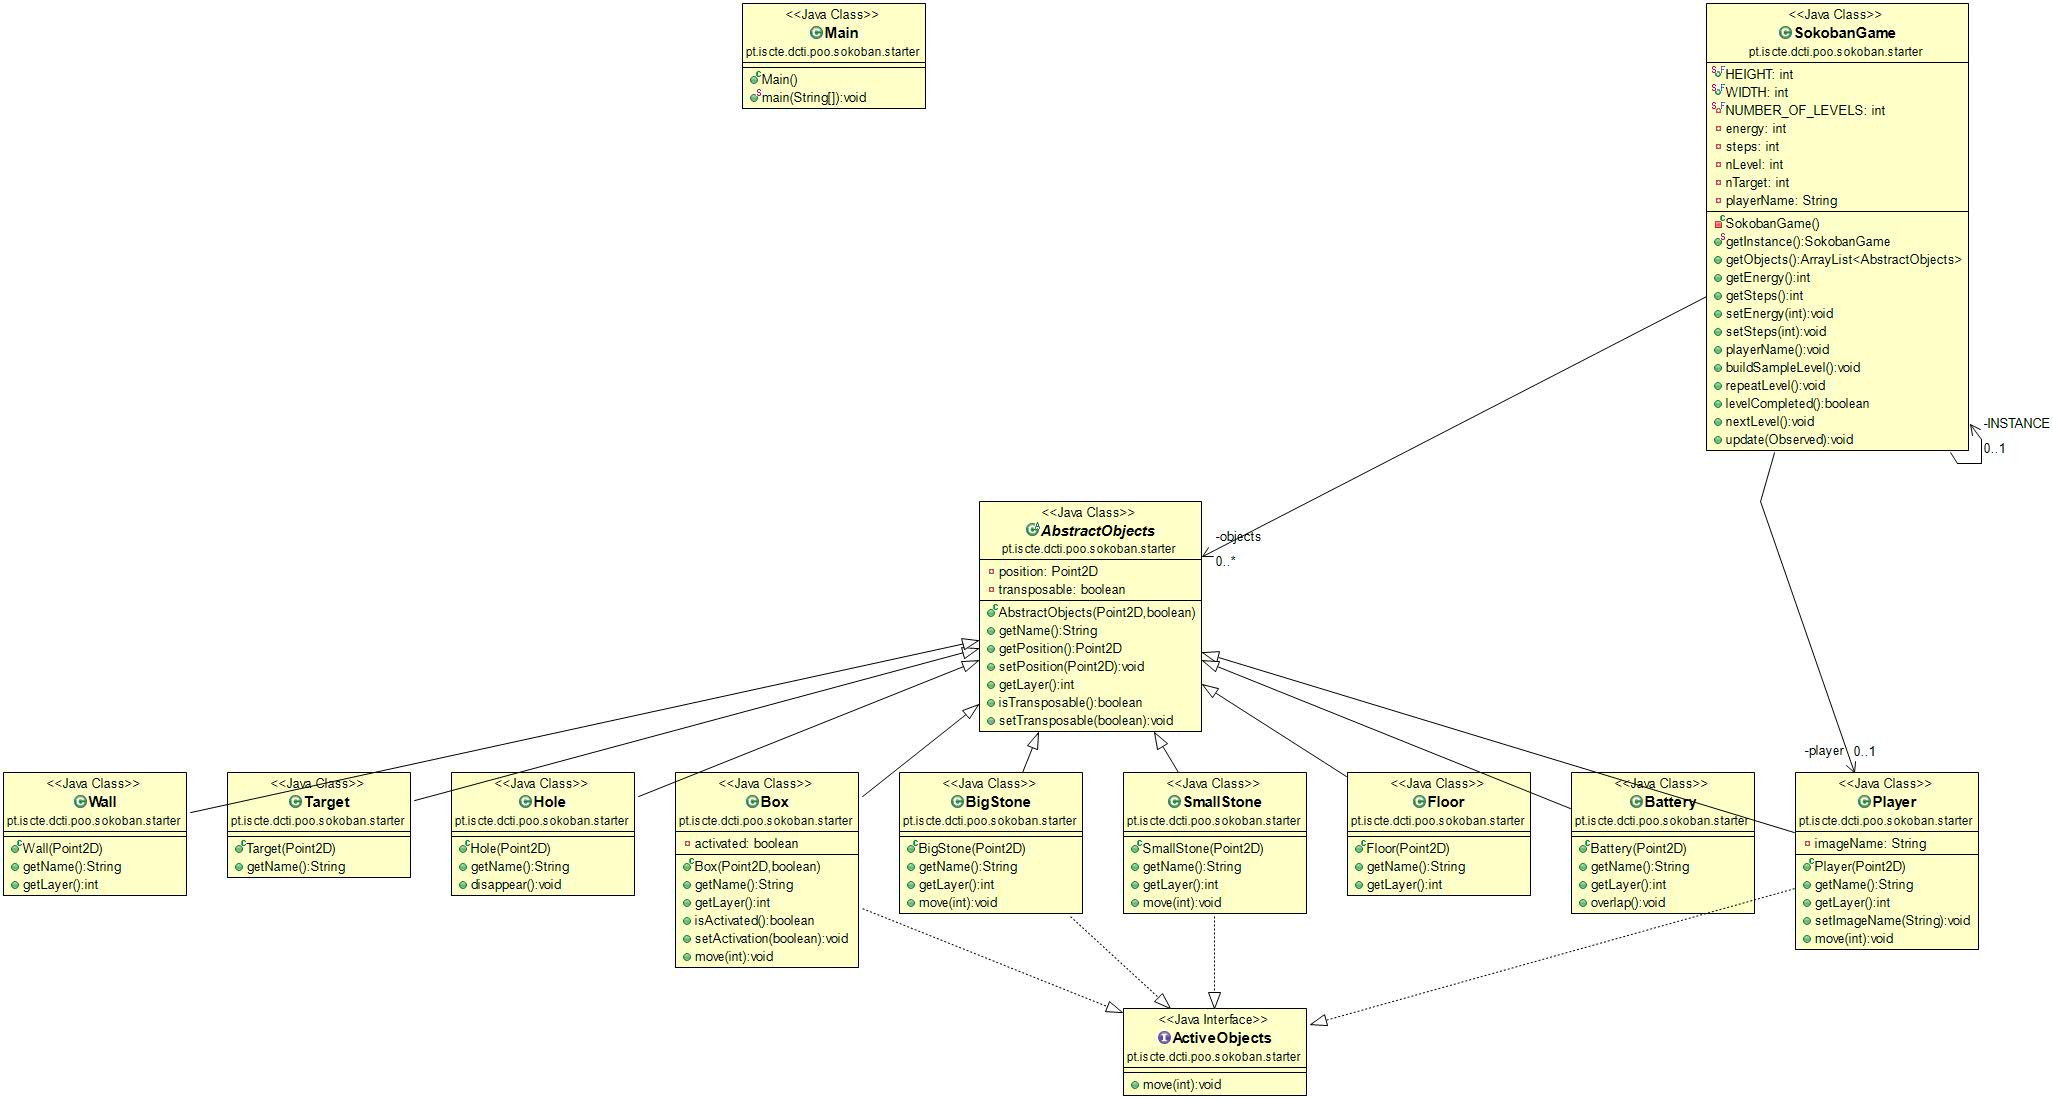 <<Java Class>>
Main
pt.iscte.dcti.poo.sokoban.starter
Main()
main(String[]):void
<<Java Class>>
SokobanGame
pt.iscte.dcti.poo.sokoban.starter
HEIGHT: int
WIDTH: int
NUMBER_OF_LEVELS: int
energy: int
steps: int
nLevel: int
nTarget: int
playerName: String
SokobanGame()
getInstance():SokobanGame
getObjects():ArrayList<AbstractObjects>
getEnergy():int
getSteps():int
setEnergy(int):void
setSteps(int):void
playerName():void
buildSampleLevel():void
repeatLevel():void
levelCompleted():boolean
nextLevel():void
update(Observed):void
-INSTANCE
0..1
<<Java Class>>
AbstractObjects
pt.iscte.dcti.poo.sokoban.starter
position: Point2D
transposable: boolean
AbstractObjects(Point2D,boolean)
getName():String
getPosition():Point2D
setPosition(Point2D):void
getLayer():int
isTransposable():boolean
setTransposable(boolean):void
-objects
0..*
-player 0..1
<<Java Class>>
Wall
pt.iscte.dcti.poo.sokoban.starter
Wall(Point2D)
getName():String
getLayer():int
<<Java Class>>
Target
pt.iscte.dcti.poo.sokoban.starter
Target(Point2D)
getName():String
<<Java Class>>
Hole
pt.iscte.dcti.poo.sokoban.starter
Hole(Point2D)
getName():String
disappear():void
<<Java Class>>
Box
pt.iscte.dcti.poo.sokoban.starter
activated: boolean
Box(Point2D,boolean)
getName():String
getLayer():int
isActivated():boolean
setActivation(boolean):void
move(int):void
<<Java Class>>
BigStone
pt.iscte.dcti.poo.sokoban.starter
BigStone(Point2D)
getName():String
getLayer():int
move(int):void
<<Java Class>>
SmallStone
pt.iscte.dcti.poo.sokoban.starter
SmallStone(Point2D)
getName():String
getLayer():int
move(int):void
<<Java Class>>
Floor
pt.iscte.dcti.poo.sokoban.starter
Floor(Point2D)
getName():String
getLayer():int
<<Java Class>>
Battery
pt.iscte.dcti.poo.sokoban.starter
Battery(Point2D)
getName():String
getLayer():int
overlap():void
<<Java Class>>
Player
pt.iscte.dcti.poo.sokoban.starter
imageName: String
Player(Point2D)
getName():String
getLayer():int
setImageName(String):void
move(int):void
<<Java Interface>>
ActiveObjects
pt.iscte.dcti.poo.sokoban.starter
move(int):void